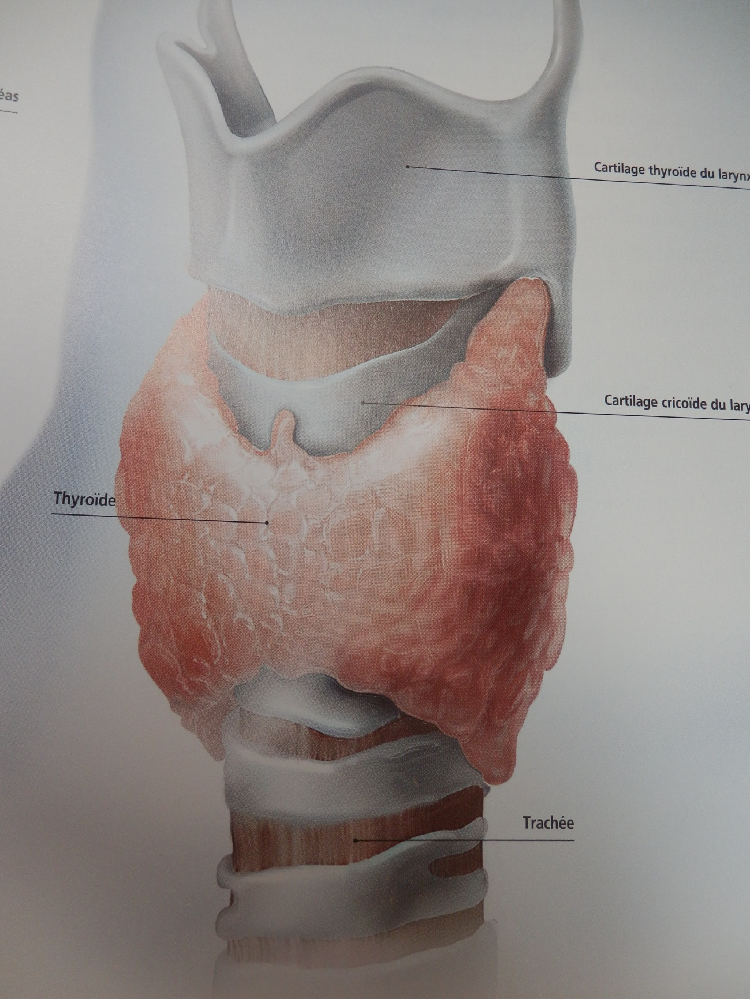 éas
Cartilage thyroïde du larynx
Cartilage cricoïde du lary
Thyroïde
Trachée